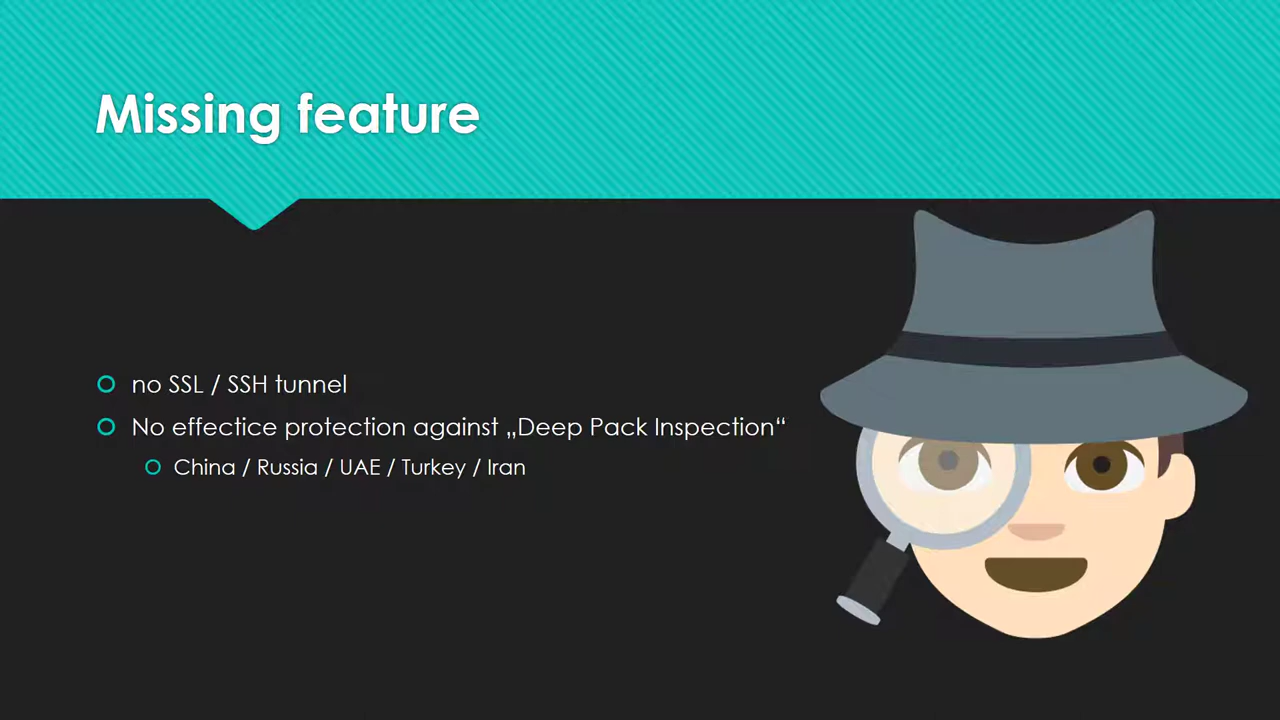 Missing feature
no SSL / SSH tunnel
No effectice protection against „Deep Pack Inspection“
China / Russia / UAE / Turkey / Iran